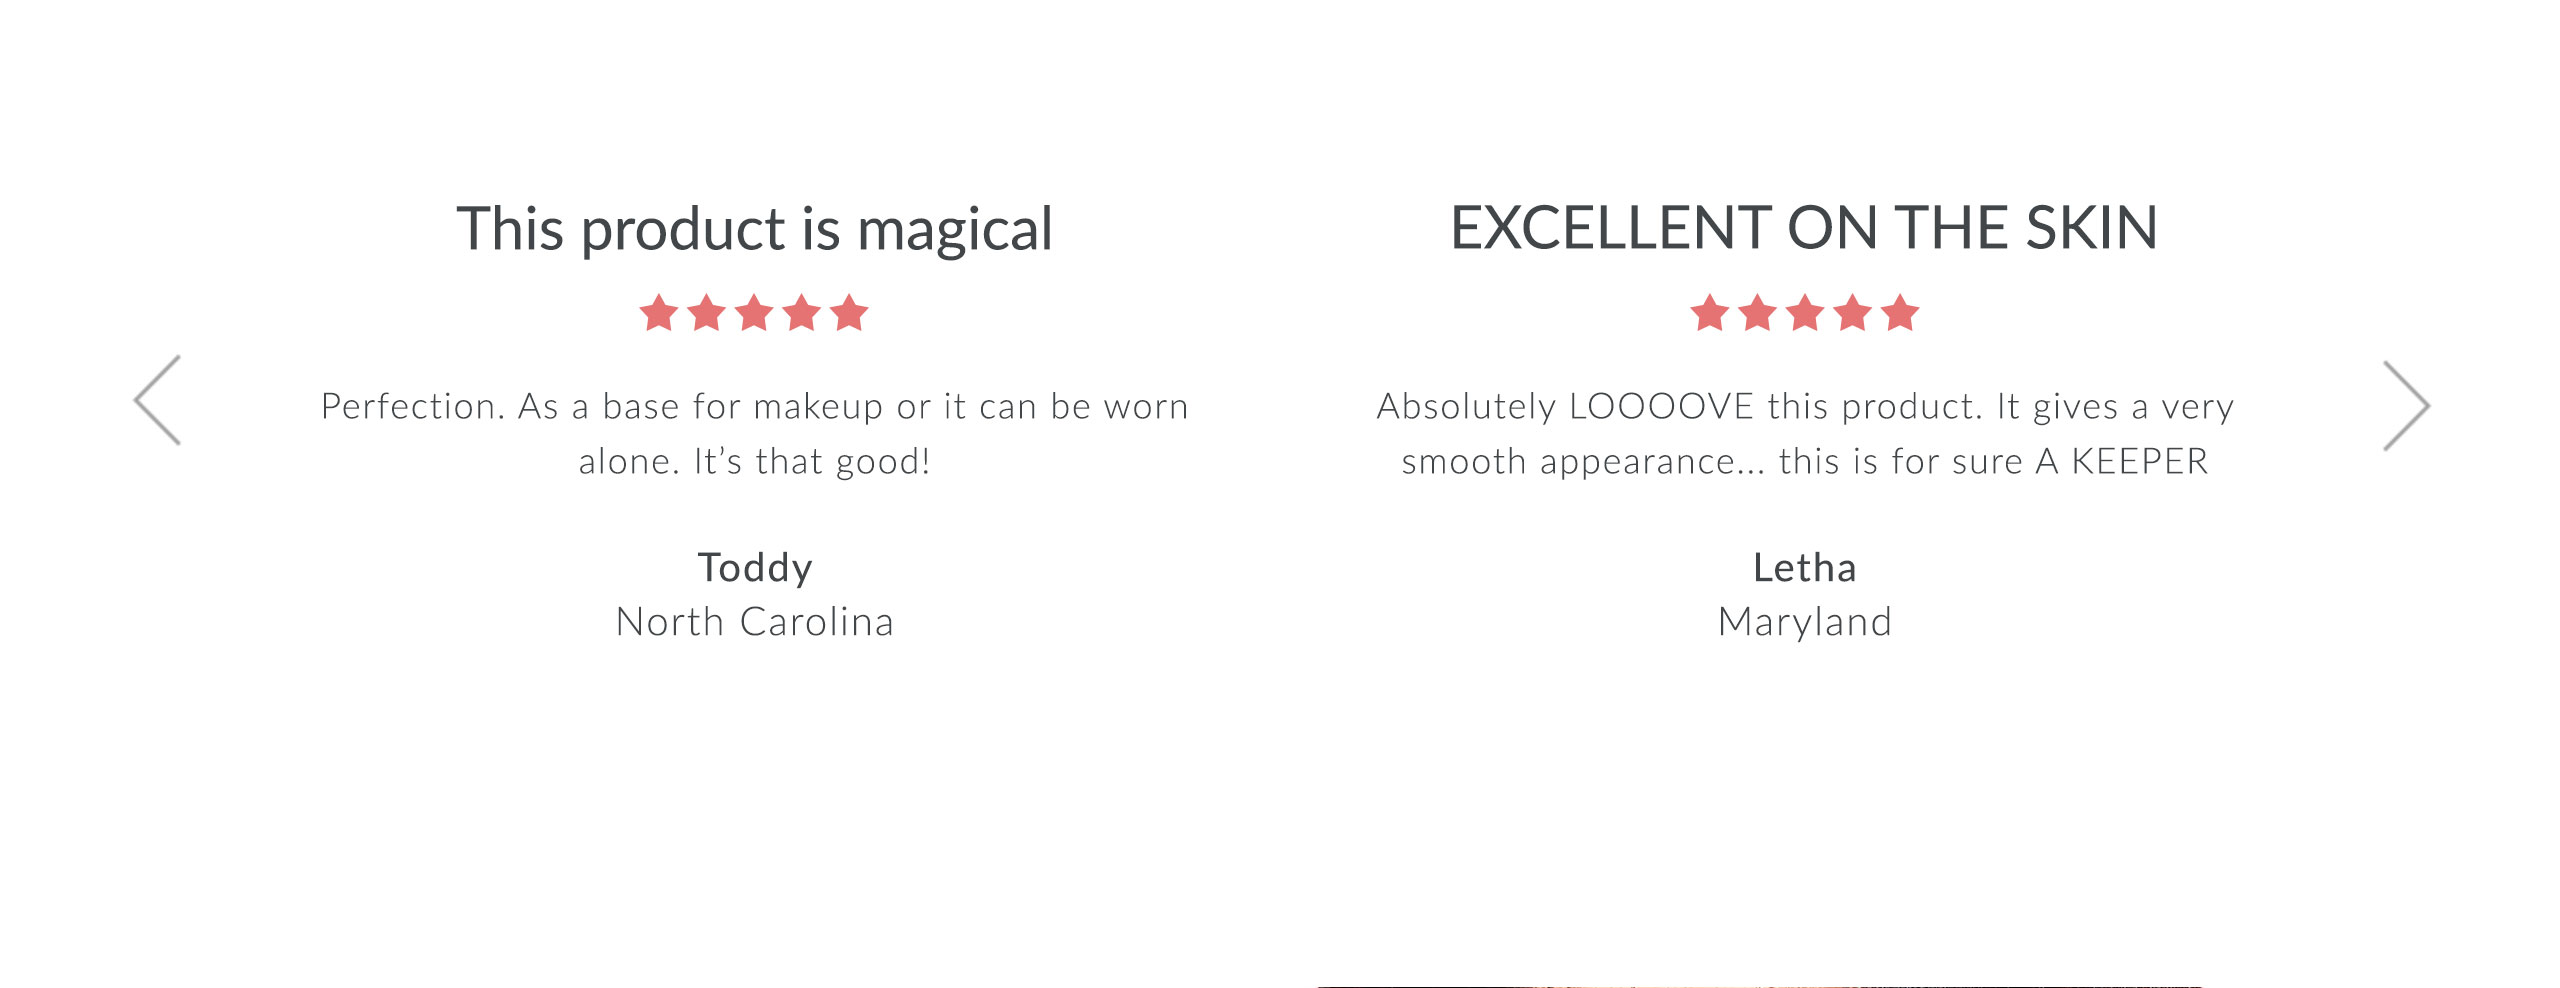 This product is magical
Perfection. As a base for makeup or it can be worn
alone. It’s that good!
Toddy
North Carolina
EXCELLENT ON THE SKIN
Absolutely LOOOOVE this product. It gives a very
smooth appearance... this is for sure A KEEPER
Letha
Maryland